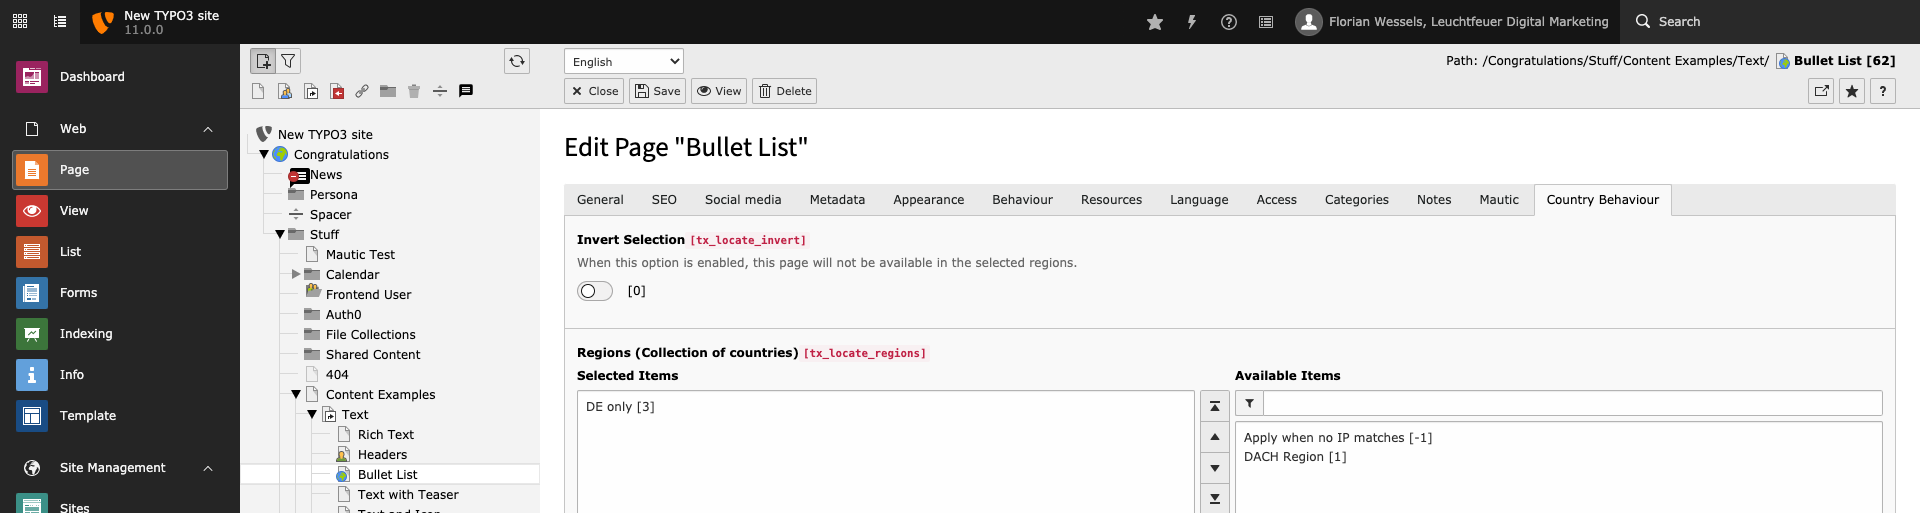 New TYPO3 site
11.0.0
Florian Wessels, Leuchtfeuer Digital Marketing
Search
Dashboard
Web
Page
View
List
Forms
Indexing
Info
Template
Site Management
Sites
New TYPO3 site
Congratulations
News
Persona
Spacer
Stuff
Mautic Test
Calendar
Frontend User
Auth0
File Collections
Shared Content
404
Content Examples
Text
Rich Text
Headers
Bullet List
Text with Teaser
Text and Icon
English
Path: /Congratulations/Stuff/Content Examples/Text/ Bullet List [62]
Close Save View Delete
?
Edit Page "Bullet List"
General SEO Social media Metadata Appearance Behaviour Resources Language Access Categories Notes Mautic Country Behaviour
Invert Selection [tx_locate_invert]
When this option is enabled, this page will not be available in the selected regions.
[0]
Regions (Collection of countries) [tx_locate_regions]
Selected Items
DE only [3]
Available Items
Apply when no IP matches [-1]
DACH Region [1]